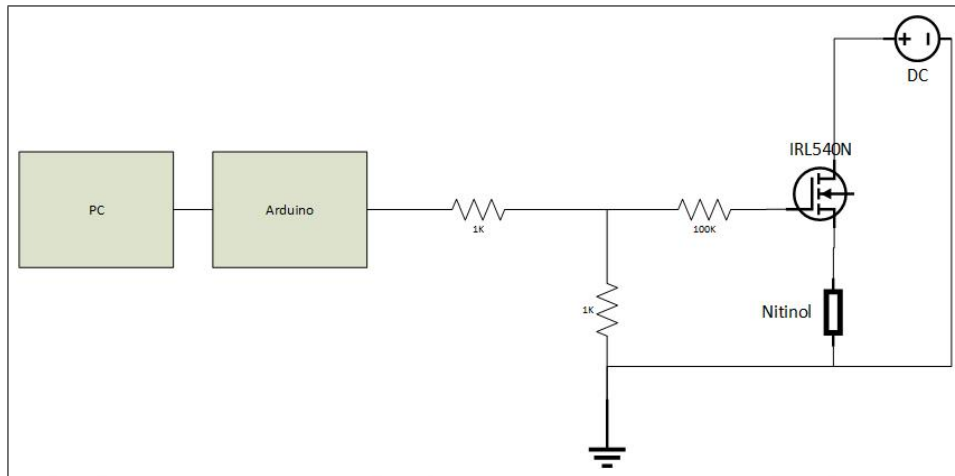 DC
IRL540N
PC
Arduino
1K
100K
1K
Nitinol